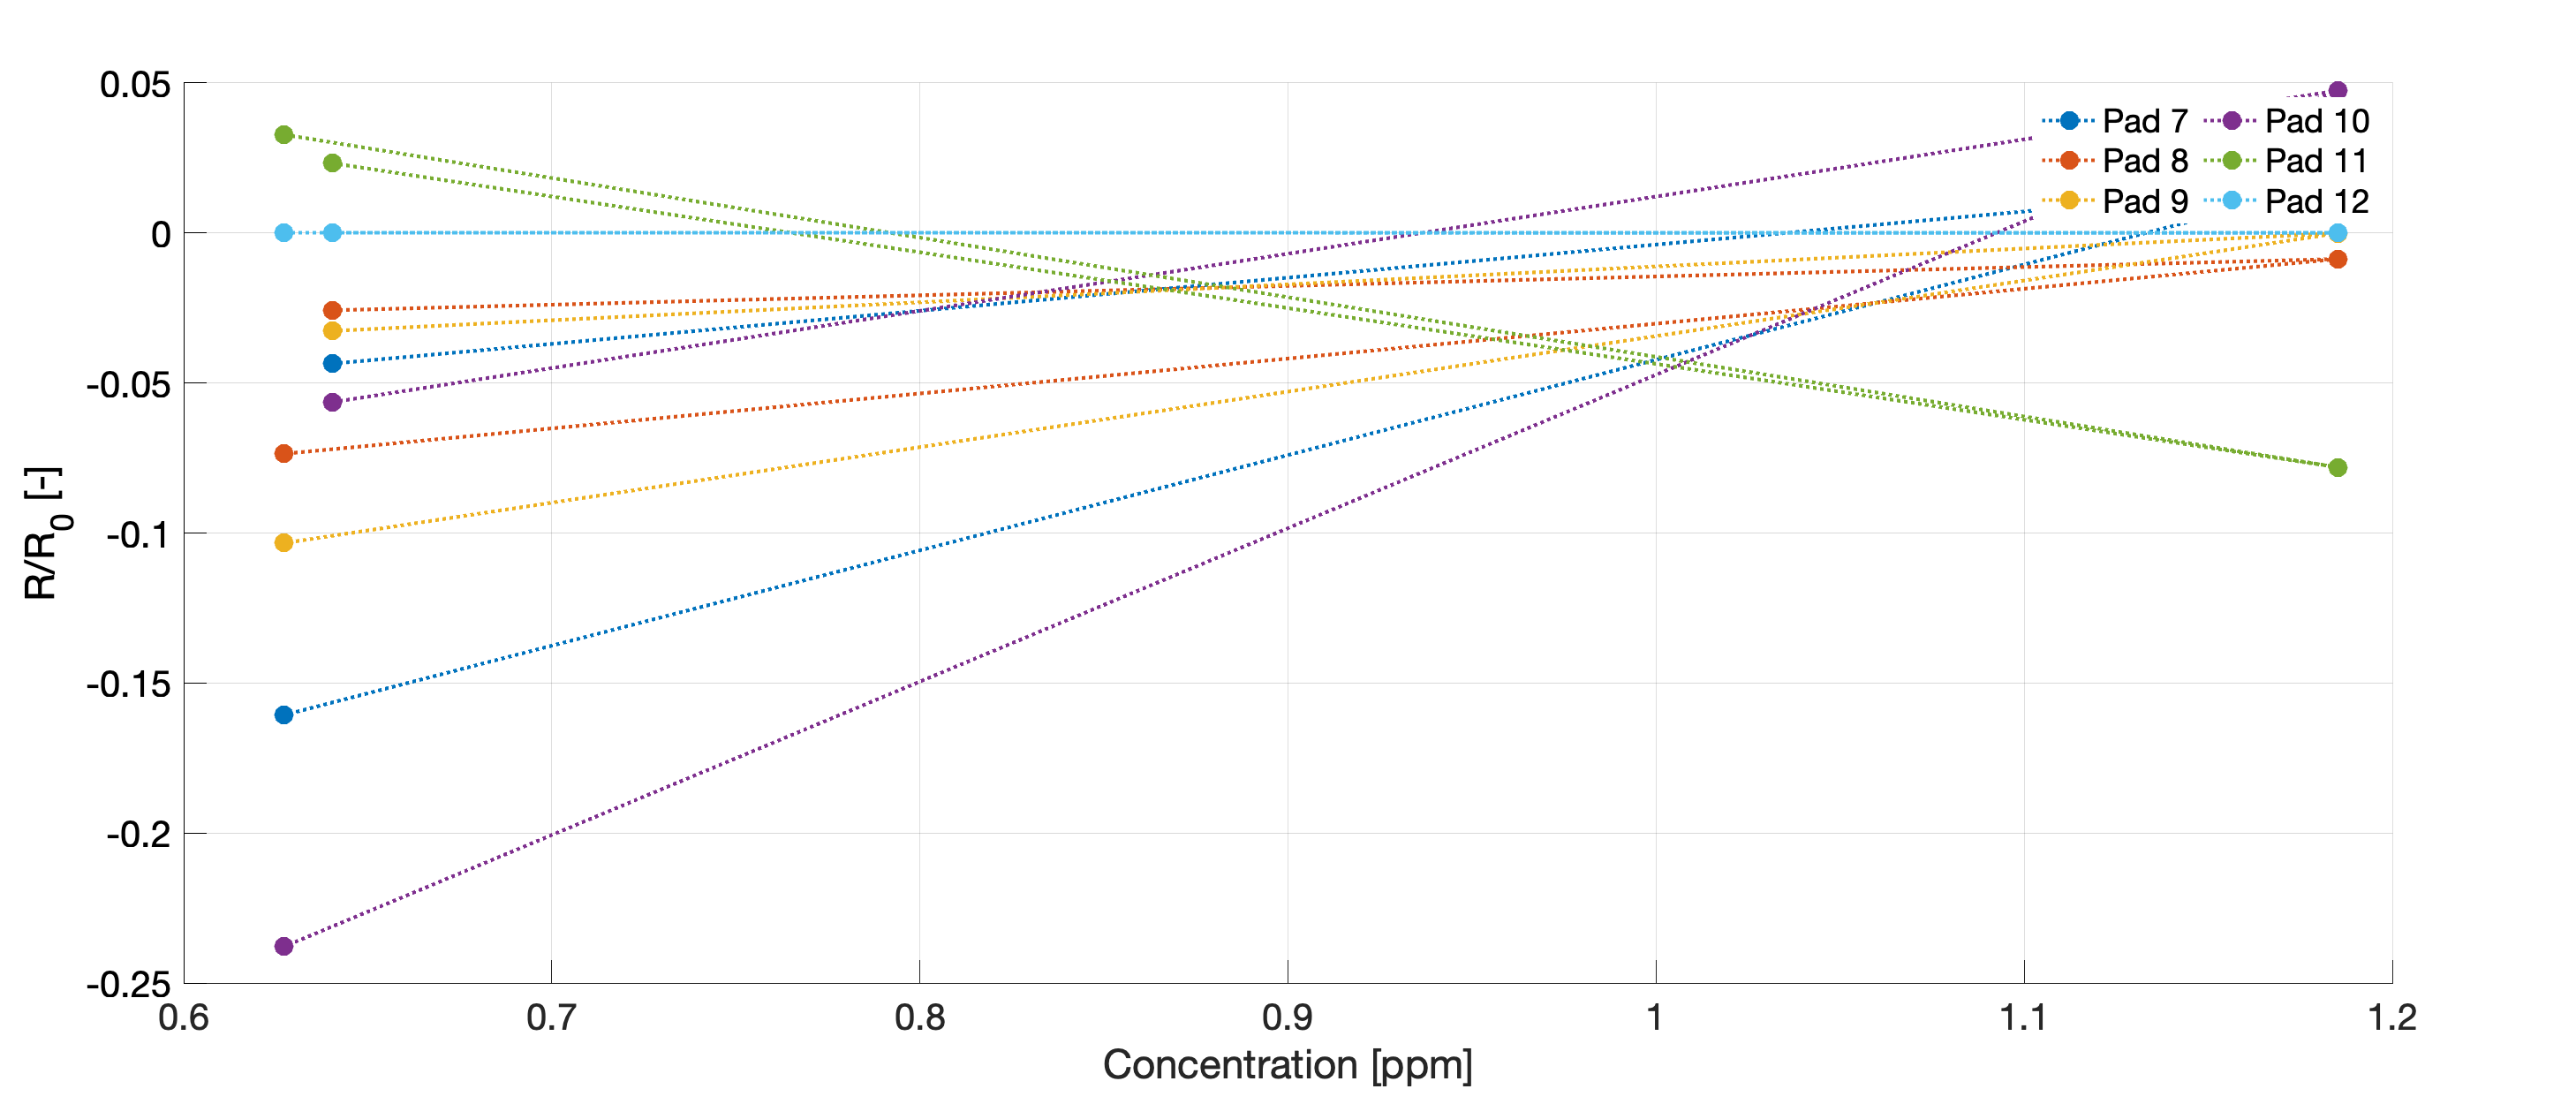 0.05
0
-0.05
-0.1
-0.15
-0.2
-0.25
R/R0 [-]
Pad 7 Pad 10
Pad 8 Pad 11
Pad 9 Pad 12
0.6 0.7 0.8 0.9 1 1.1 1.2
Concentration [ppm]